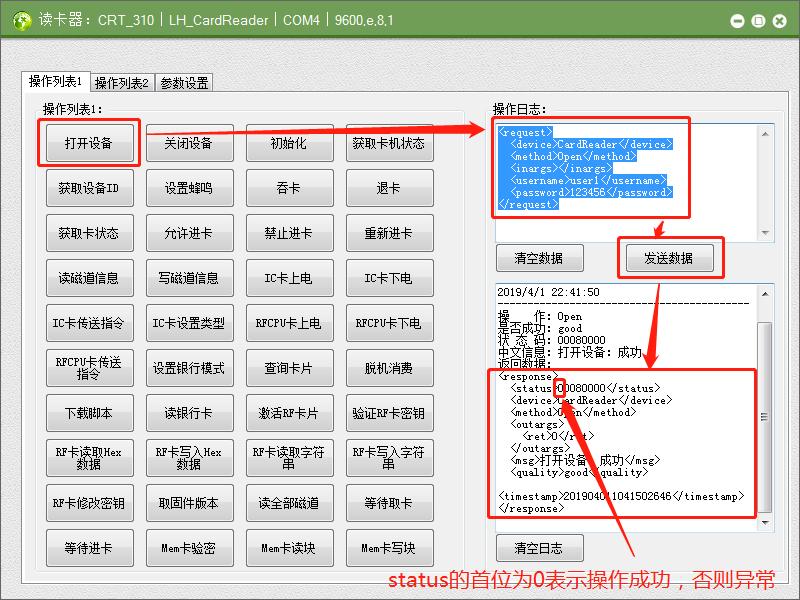 读卡器：CRT_310 | LH_CardReader | COM4 | 9600,e,8,1
操作列表1 操作列表2 参数设置
操作列表1:
打开设备 关闭设备 初始化 获取卡机状态
获取设备ID 设置蜂鸣 吞卡 退卡
获取卡状态 允许进卡 禁止进卡 重新进卡
读磁道信息 写磁道信息 IC卡上电 IC卡下电
IC卡传送指令 IC卡设置类型 RFCPU卡上电 RFCPU卡下电
RFCPU卡传送指令 设置银行模式 查询卡片 脱机消费
下载脚本 读银行卡 激活RF卡片 验证RF卡密钥
RF卡读取Hex数据 RF卡写入Hex数据 RF卡读取字符串 RF卡写入字符串
RF卡修改密钥 取固件版本 读全部磁道 等待取卡
等待进卡 Mem卡验密 Mem卡读块 Mem卡写块
操作日志:
<request>
<device>CardReader</device>
<method>Open</method>
<inargs></inargs>
<username>user1</username>
<password>123456</password>
</request>
清空数据 发送数据
2019/4/1 22:41:50
操 作: Open
是否成功: good
状 态 码: 00080000
中文信息: 打开设备: 成功
返回数据:
<response>
<status>00080000</status>
<device>CardReader</device>
<method>Open</method>
<outargs>
<ret>0</ret>
</outargs>
<msg>打开设备 成功</msg>
<quality>good</quality>
<timestamp>201904011041502646</timestamp>
</response>
清空日志
status的首位为0表示操作成功，否则异常